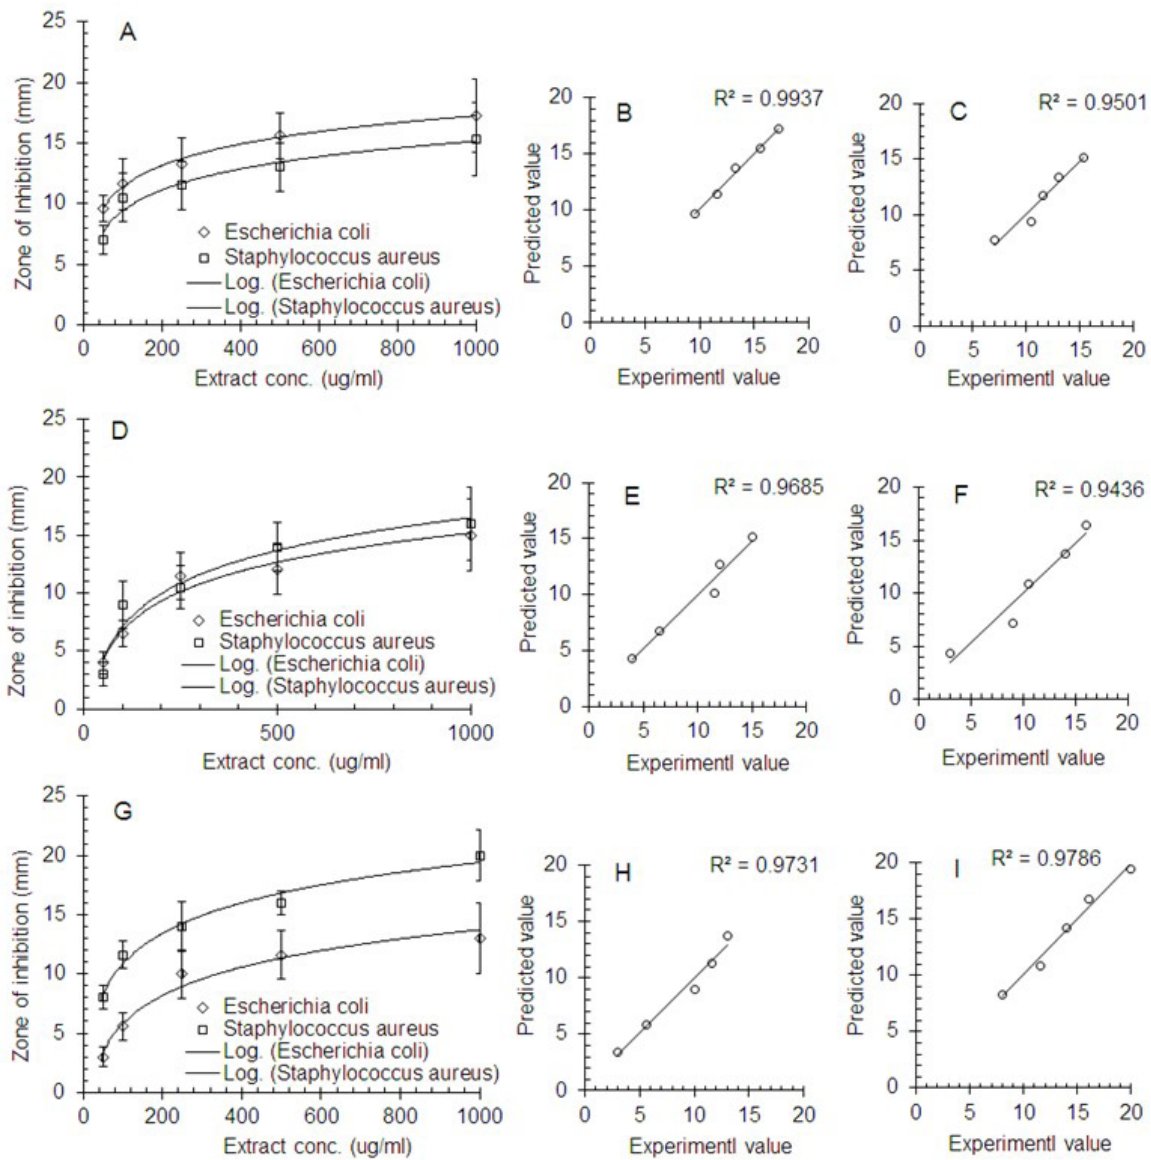 A
Zone of Inhibition (mm)
25
20
15
10
5
0
Escherichia coli
Staphylococcus aureus
Log. (Escherichia coli)
Log. (Staphylococcus aureus)
0 200 400 600 800 1000
Extract conc. (ug/ml)
B
R² = 0.9937
Predicted value
20
15
10
5
0
0 5 10 15 20
Experimentl value
C
R² = 0.9501
Predicted value
20
15
10
5
0
0 5 10 15 20
Experimentl value
D
Zone of inhibition (mm)
25
20
15
10
5
0
Escherichia coli
Staphylococcus aureus
Log. (Escherichia coli)
Log. (Staphylococcus aureus)
0 500 1000
Extract conc. (ug/ml)
E
R² = 0.9685
Predicted value
20
15
10
5
0
0 5 10 15 20
Experimentl value
F
R² = 0.9436
Predicted value
20
15
10
5
0
0 5 10 15 20
Experimentl value
G
Zone of inhibition (mm)
25
20
15
10
5
0
Escherichia coli
Staphylococcus aureus
Log. (Escherichia coli)
Log. (Staphylococcus aureus)
0 200 400 600 800 1000
Extract conc. (ug/ml)
H
R² = 0.9731
Predicted value
20
15
10
5
0
0 5 10 15 20
Experimentl value
I
R² = 0.9786
Predicted value
20
15
10
5
0
0 5 10 15 20
Experimentl value